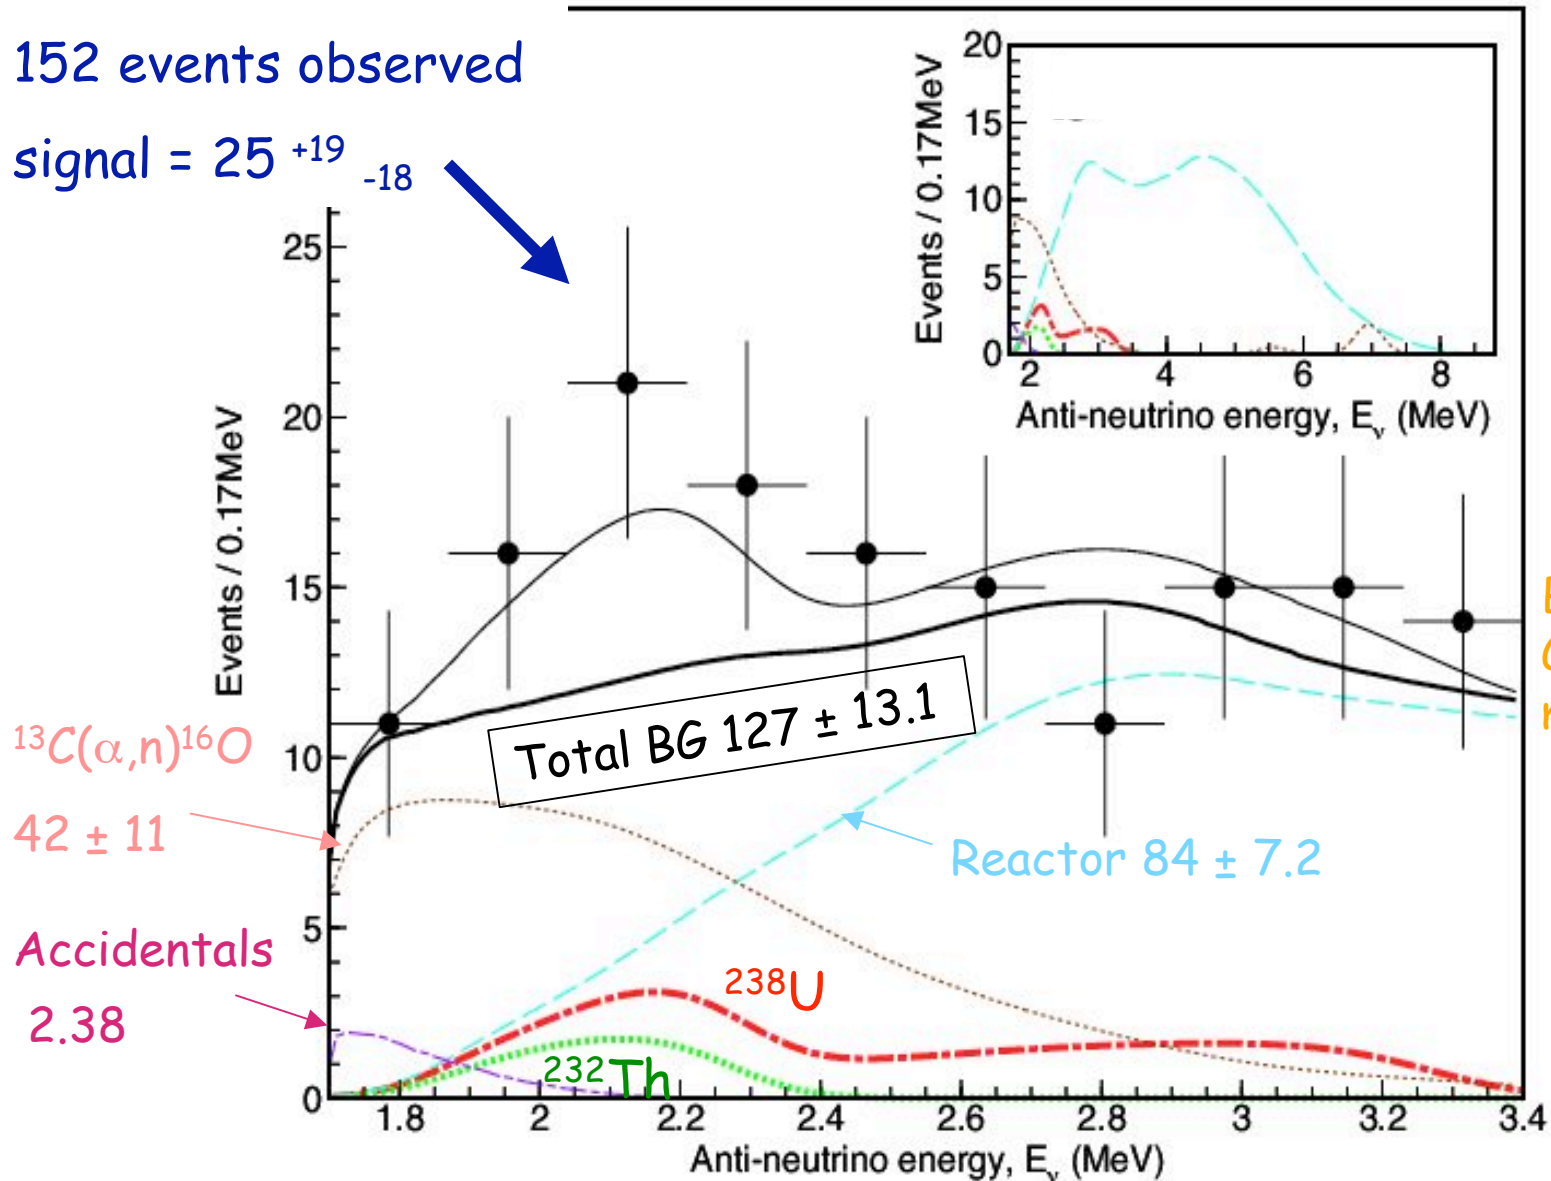 152 events observed
signal = 25 +19 -18
Events / 0.17MeV
20
15
10
5
0
2 4 6 8
Anti-neutrino energy, Eν (MeV)
Events / 0.17MeV
25
20
15
10
5
0
Total BG 127 ± 13.1
¹³C(α,n)¹⁶O
42 ± 11
Reactor 84 ± 7.2
Accidentals
2.38
²³⁸U
²³²Th
1.8 2 2.2 2.4 2.6 2.8 3 3.2 3.4
Anti-neutrino energy, Eν (MeV)